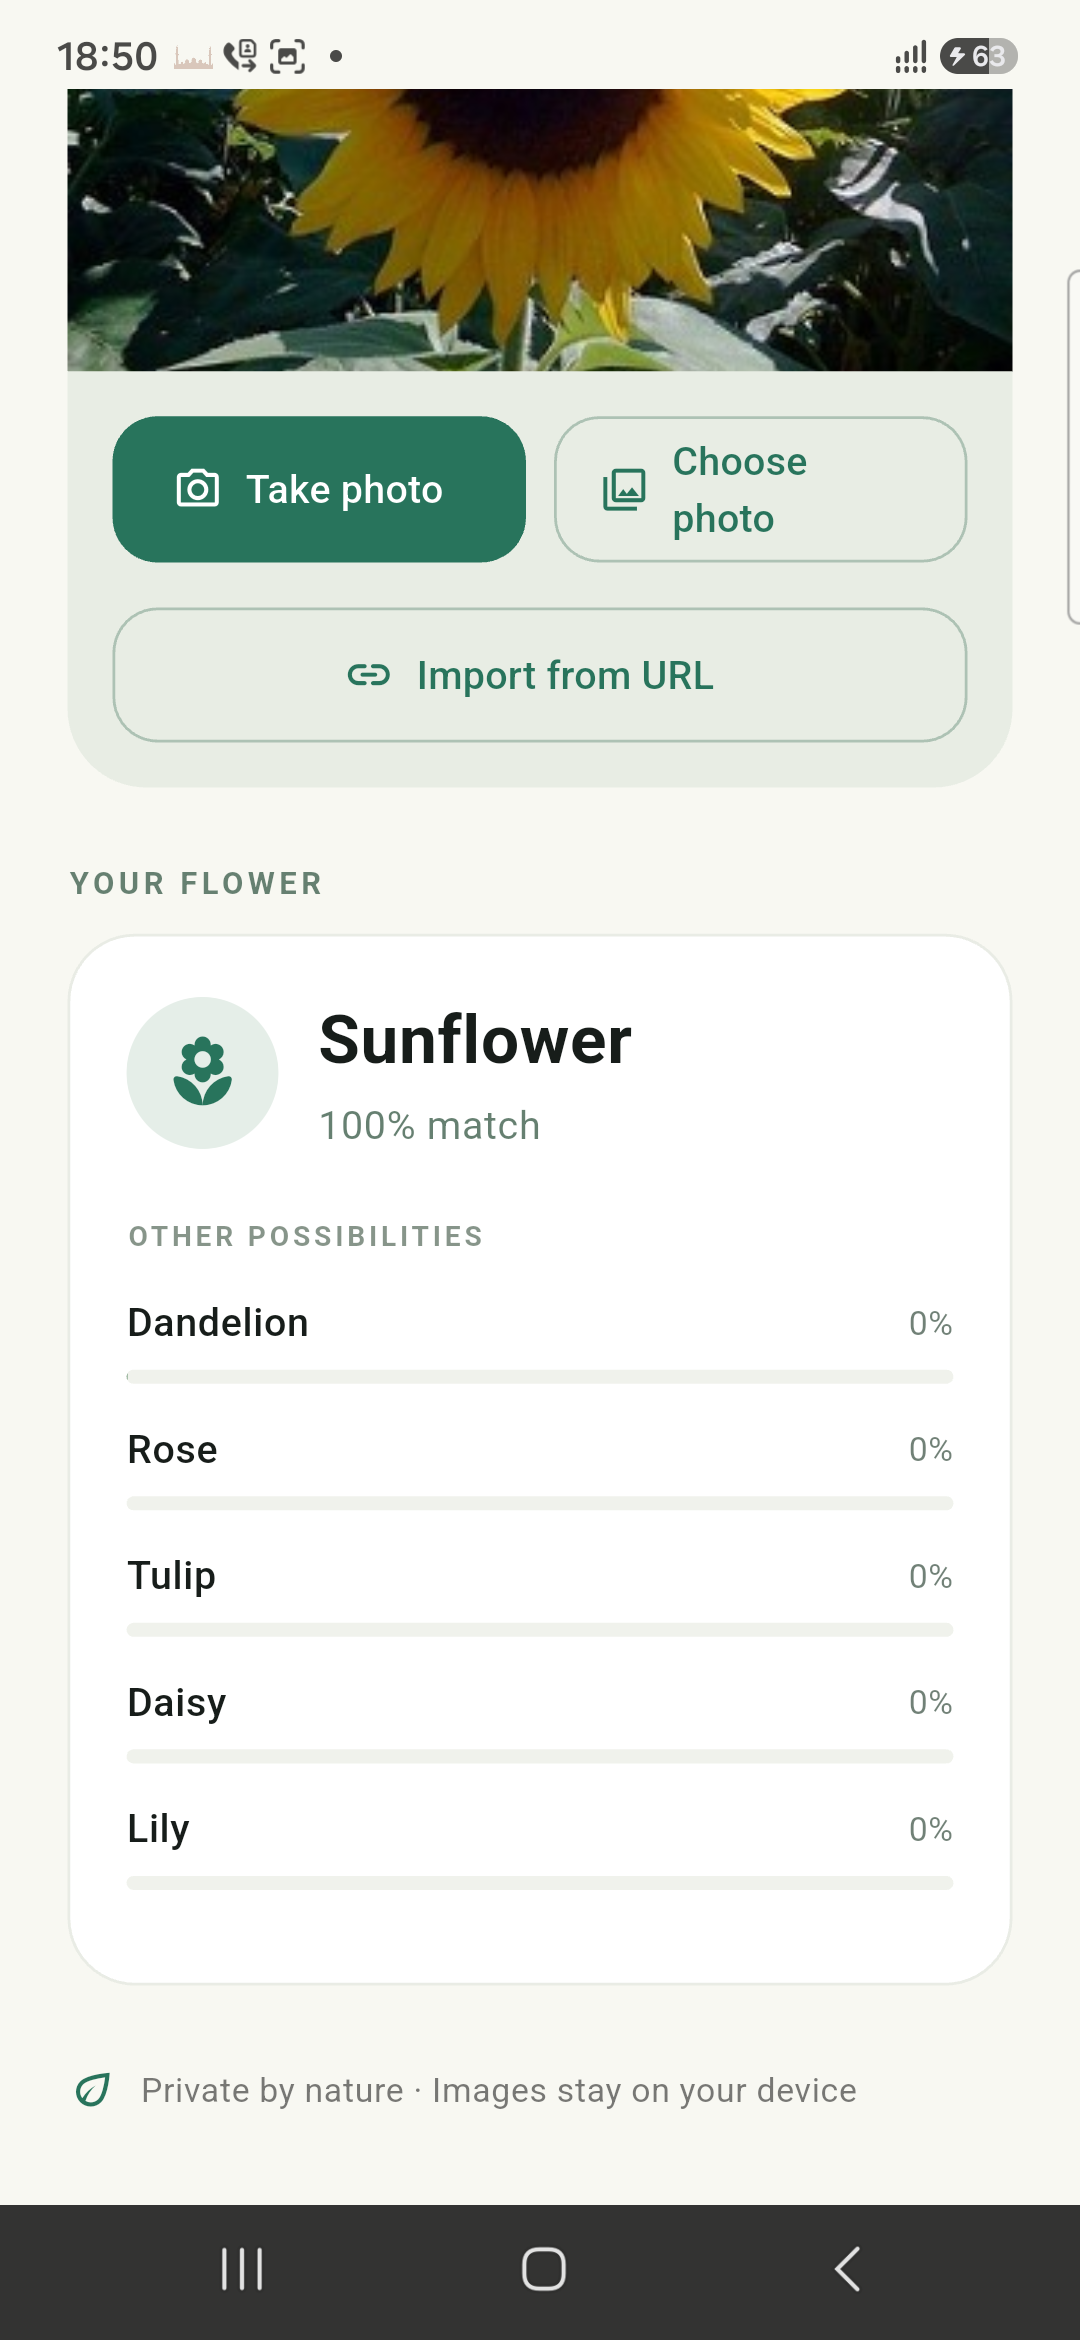 18:50
63
Take photo
Choose
photo
Import from URL
YOUR FLOWER
Sunflower
100% match
OTHER POSSIBILITIES
Dandelion 0%
Rose 0%
Tulip 0%
Daisy 0%
Lily 0%
Private by nature · Images stay on your device